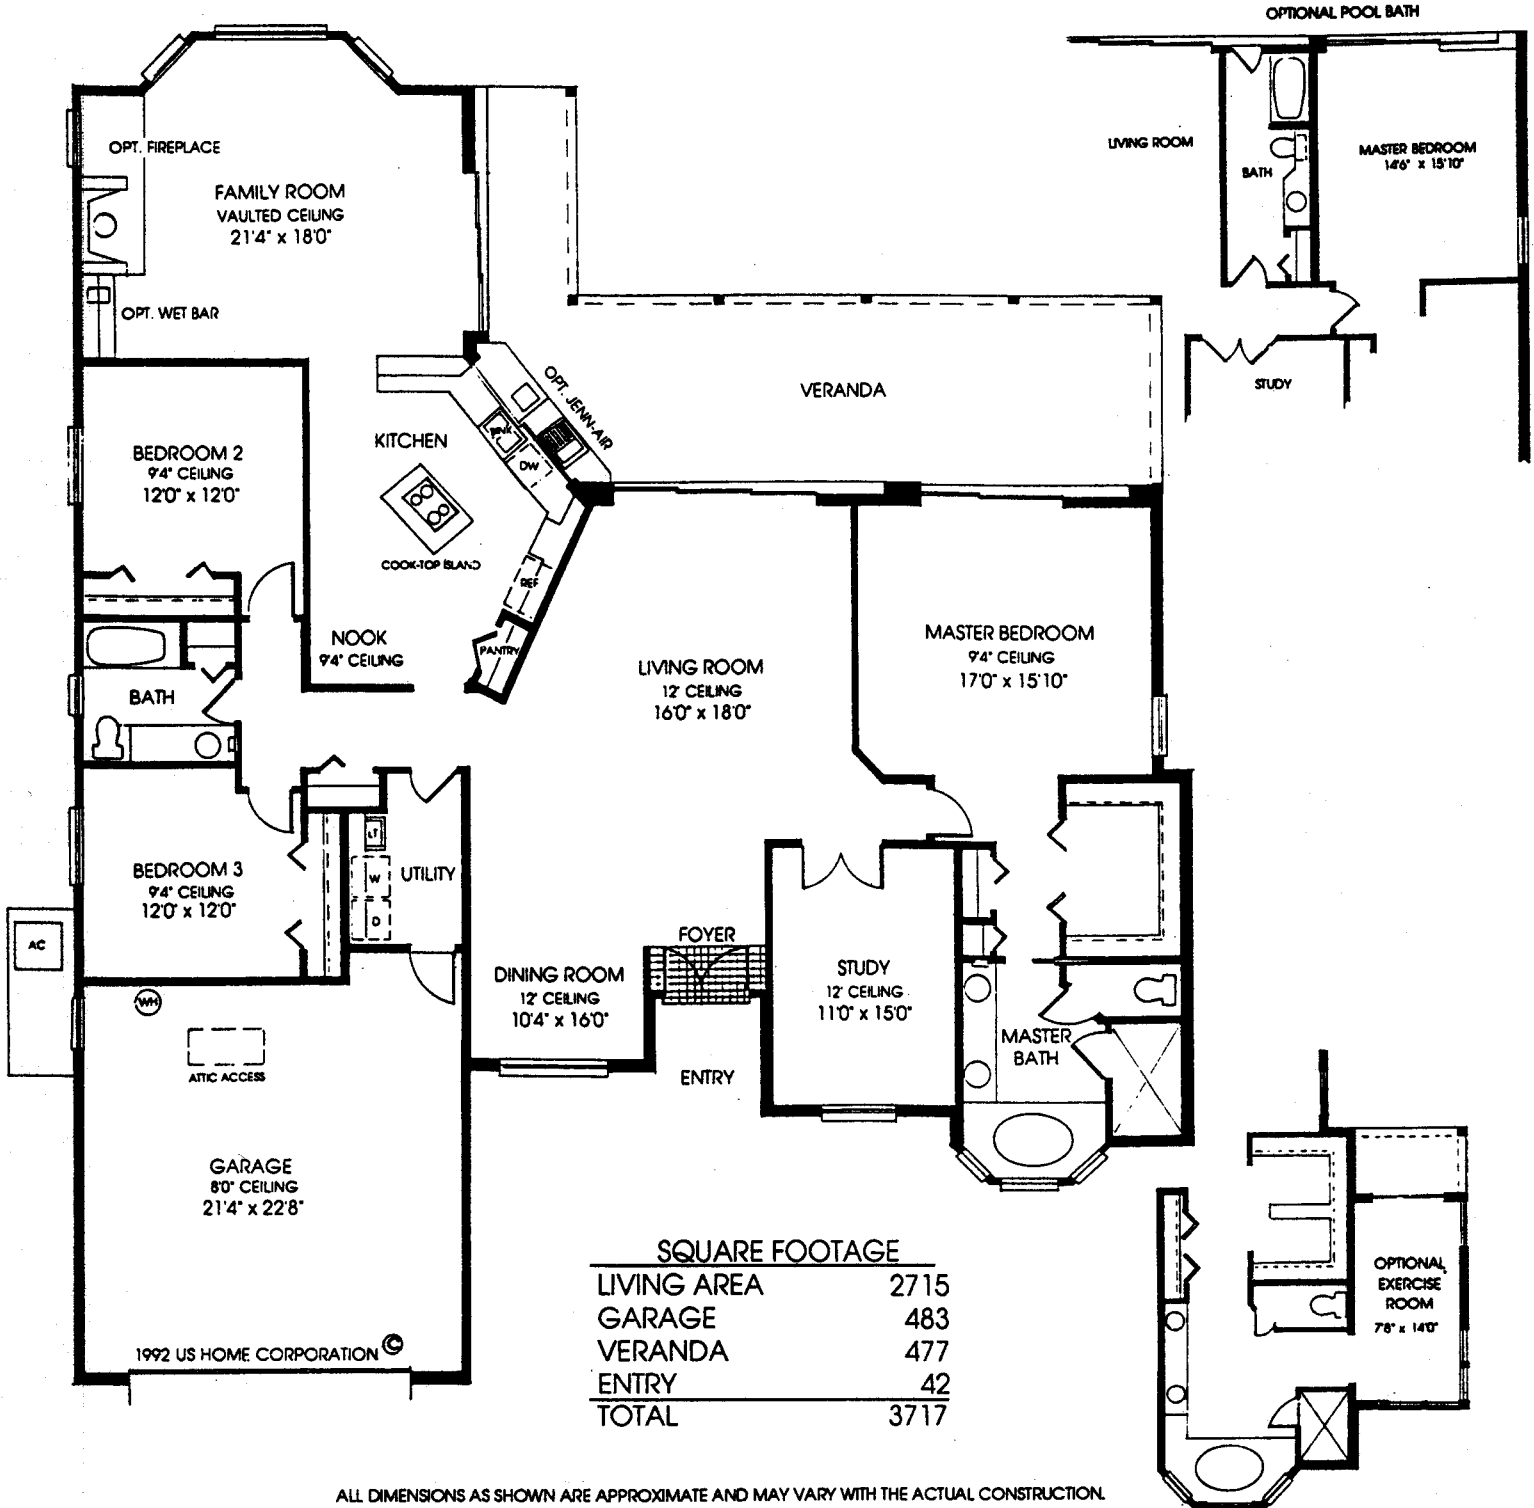 OPTIONAL POOL BATH
LIVING ROOM
BATH
MASTER BEDROOM
14'6" x 15'10"
STUDY
OPT. FIREPLACE
FAMILY ROOM
VAULTED CEILING
21'4" x 18'0"
OPT. WET BAR
VERANDA
OPT. JENN-AIR
SINK
DW
KITCHEN
COOK-TOP ISLAND
REF
PANTRY
BEDROOM 2
9'4" CEILING
12'0" x 12'0"
NOOK
9'4" CEILING
BATH
LIVING ROOM
12' CEILING
16'0" x 18'0"
MASTER BEDROOM
9'4" CEILING
17'0" x 15'10"
BEDROOM 3
9'4" CEILING
12'0" x 12'0"
LT
W
D
UTILITY
AC
FOYER
DINING ROOM
12' CEILING
10'4" x 16'0"
STUDY
12' CEILING
11'0" x 15'0"
MASTER
BATH
ENTRY
WH
ATTIC ACCESS
GARAGE
8'0" CEILING
21'4" x 22'8"
1992 US HOME CORPORATION ©
OPTIONAL
EXERCISE
ROOM
7'8" x 14'0"
SQUARE FOOTAGE
LIVING AREA 2715
GARAGE 483
VERANDA 477
ENTRY 42
TOTAL 3717
ALL DIMENSIONS AS SHOWN ARE APPROXIMATE AND MAY VARY WITH THE ACTUAL CONSTRUCTION.